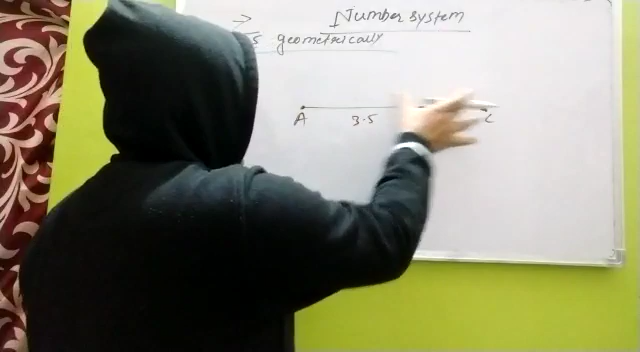 → Number system
geometrically
A 3.5 C